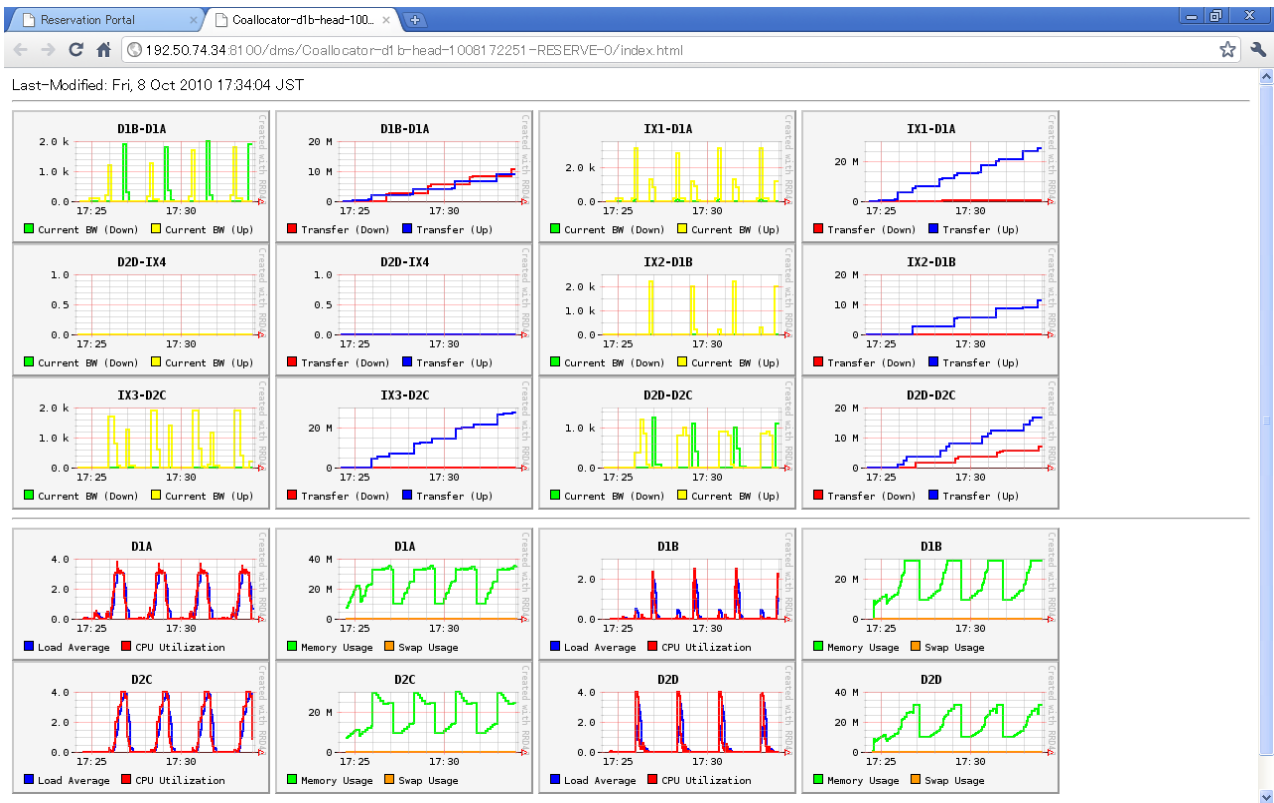 Reservation Portal
Coallocator-d1b-head-100...
192.50.74.34:8100/dms/Coallocator-d1b-head-1008172251-RESERVE-0/index.html
Last-Modified: Fri, 8 Oct 2010 17:34:04 JST
D1B-D1A
2.0 k
1.0 k
0.0
17:25 17:30
Current BW (Down) Current BW (Up)
D1B-D1A
20 M
10 M
0
17:25 17:30
Transfer (Down) Transfer (Up)
IX1-D1A
2.0 k
0.0
17:25 17:30
Current BW (Down) Current BW (Up)
IX1-D1A
20 M
0
17:25 17:30
Transfer (Down) Transfer (Up)
D2D-IX4
1.0
0.5
0.0
17:25 17:30
Current BW (Down) Current BW (Up)
D2D-IX4
1.0
0.5
0.0
17:25 17:30
Transfer (Down) Transfer (Up)
IX2-D1B
2.0 k
1.0 k
0.0
17:25 17:30
Current BW (Down) Current BW (Up)
IX2-D1B
20 M
10 M
0
17:25 17:30
Transfer (Down) Transfer (Up)
IX3-D2C
2.0 k
1.0 k
0.0
17:25 17:30
Current BW (Down) Current BW (Up)
IX3-D2C
20 M
0
17:25 17:30
Transfer (Down) Transfer (Up)
D2D-D2C
1.0 k
0.0
17:25 17:30
Current BW (Down) Current BW (Up)
D2D-D2C
20 M
10 M
0
17:25 17:30
Transfer (Down) Transfer (Up)
D1A
4.0
2.0
0.0
17:25 17:30
Load Average CPU Utilization
D1A
40 M
20 M
0
17:25 17:30
Memory Usage Swap Usage
D1B
2.0
0.0
17:25 17:30
Load Average CPU Utilization
D1B
20 M
0
17:25 17:30
Memory Usage Swap Usage
D2C
4.0
2.0
0.0
17:25 17:30
Load Average CPU Utilization
D2C
20 M
0
17:25 17:30
Memory Usage Swap Usage
D2D
4.0
2.0
0.0
17:25 17:30
Load Average CPU Utilization
D2D
40 M
20 M
0
17:25 17:30
Memory Usage Swap Usage